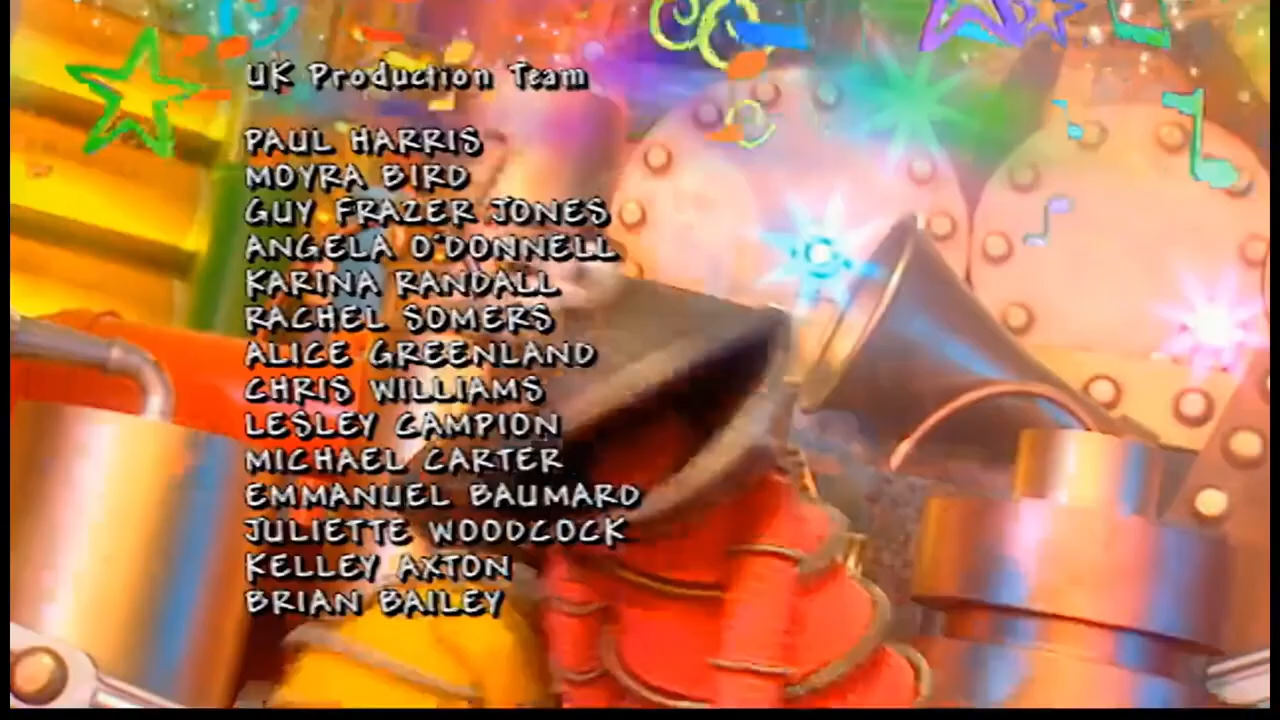 UK Production Team
PAUL HARRIS
MOYRA BIRD
GUY FRAZER JONES
ANGELA O'DONNELL
KARINA RANDALL
RACHEL SOMERS
ALICE GREENLAND
CHRIS WILLIAMS
LESLEY CAMPION
MICHAEL CARTER
EMMANUEL BAUMARD
JULIETTE WOODCOCK
KELLEY AXTON
BRIAN BAILEY